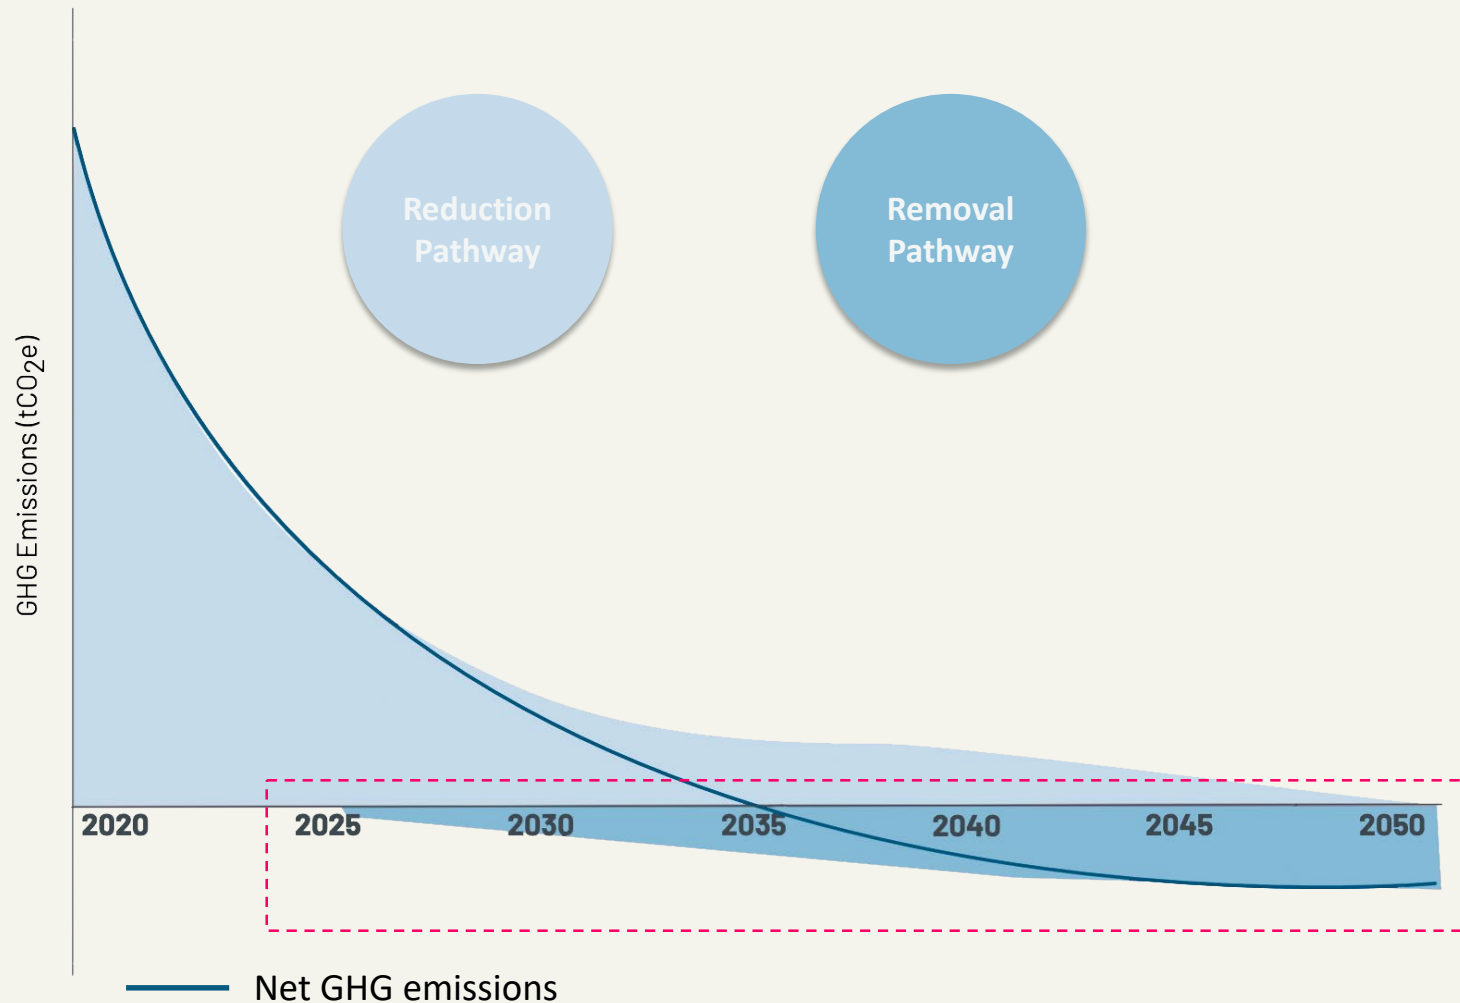 Reduction
Pathway
Removal
Pathway
GHG Emissions (tCO₂e)
2020 2025 2030 2035 2040 2045 2050
Net GHG emissions